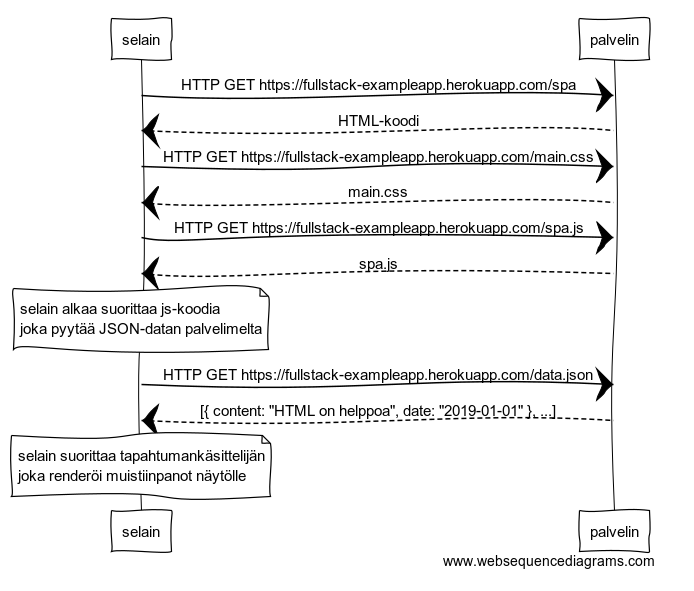 selain
palvelin
HTTP GET https://fullstack-exampleapp.herokuapp.com/spa
HTML-koodi
HTTP GET https://fullstack-exampleapp.herokuapp.com/main.css
main.css
HTTP GET https://fullstack-exampleapp.herokuapp.com/spa.js
spa.js
selain alkaa suorittaa js-koodia
joka pyytää JSON-datan palvelimelta
HTTP GET https://fullstack-exampleapp.herokuapp.com/data.json
[{ content: "HTML on helppoa", date: "2019-01-01" }, ...]
selain suorittaa tapahtumankäsittelijän
joka renderöi muistiinpanot näytölle
selain
palvelin
www.websequencediagrams.com